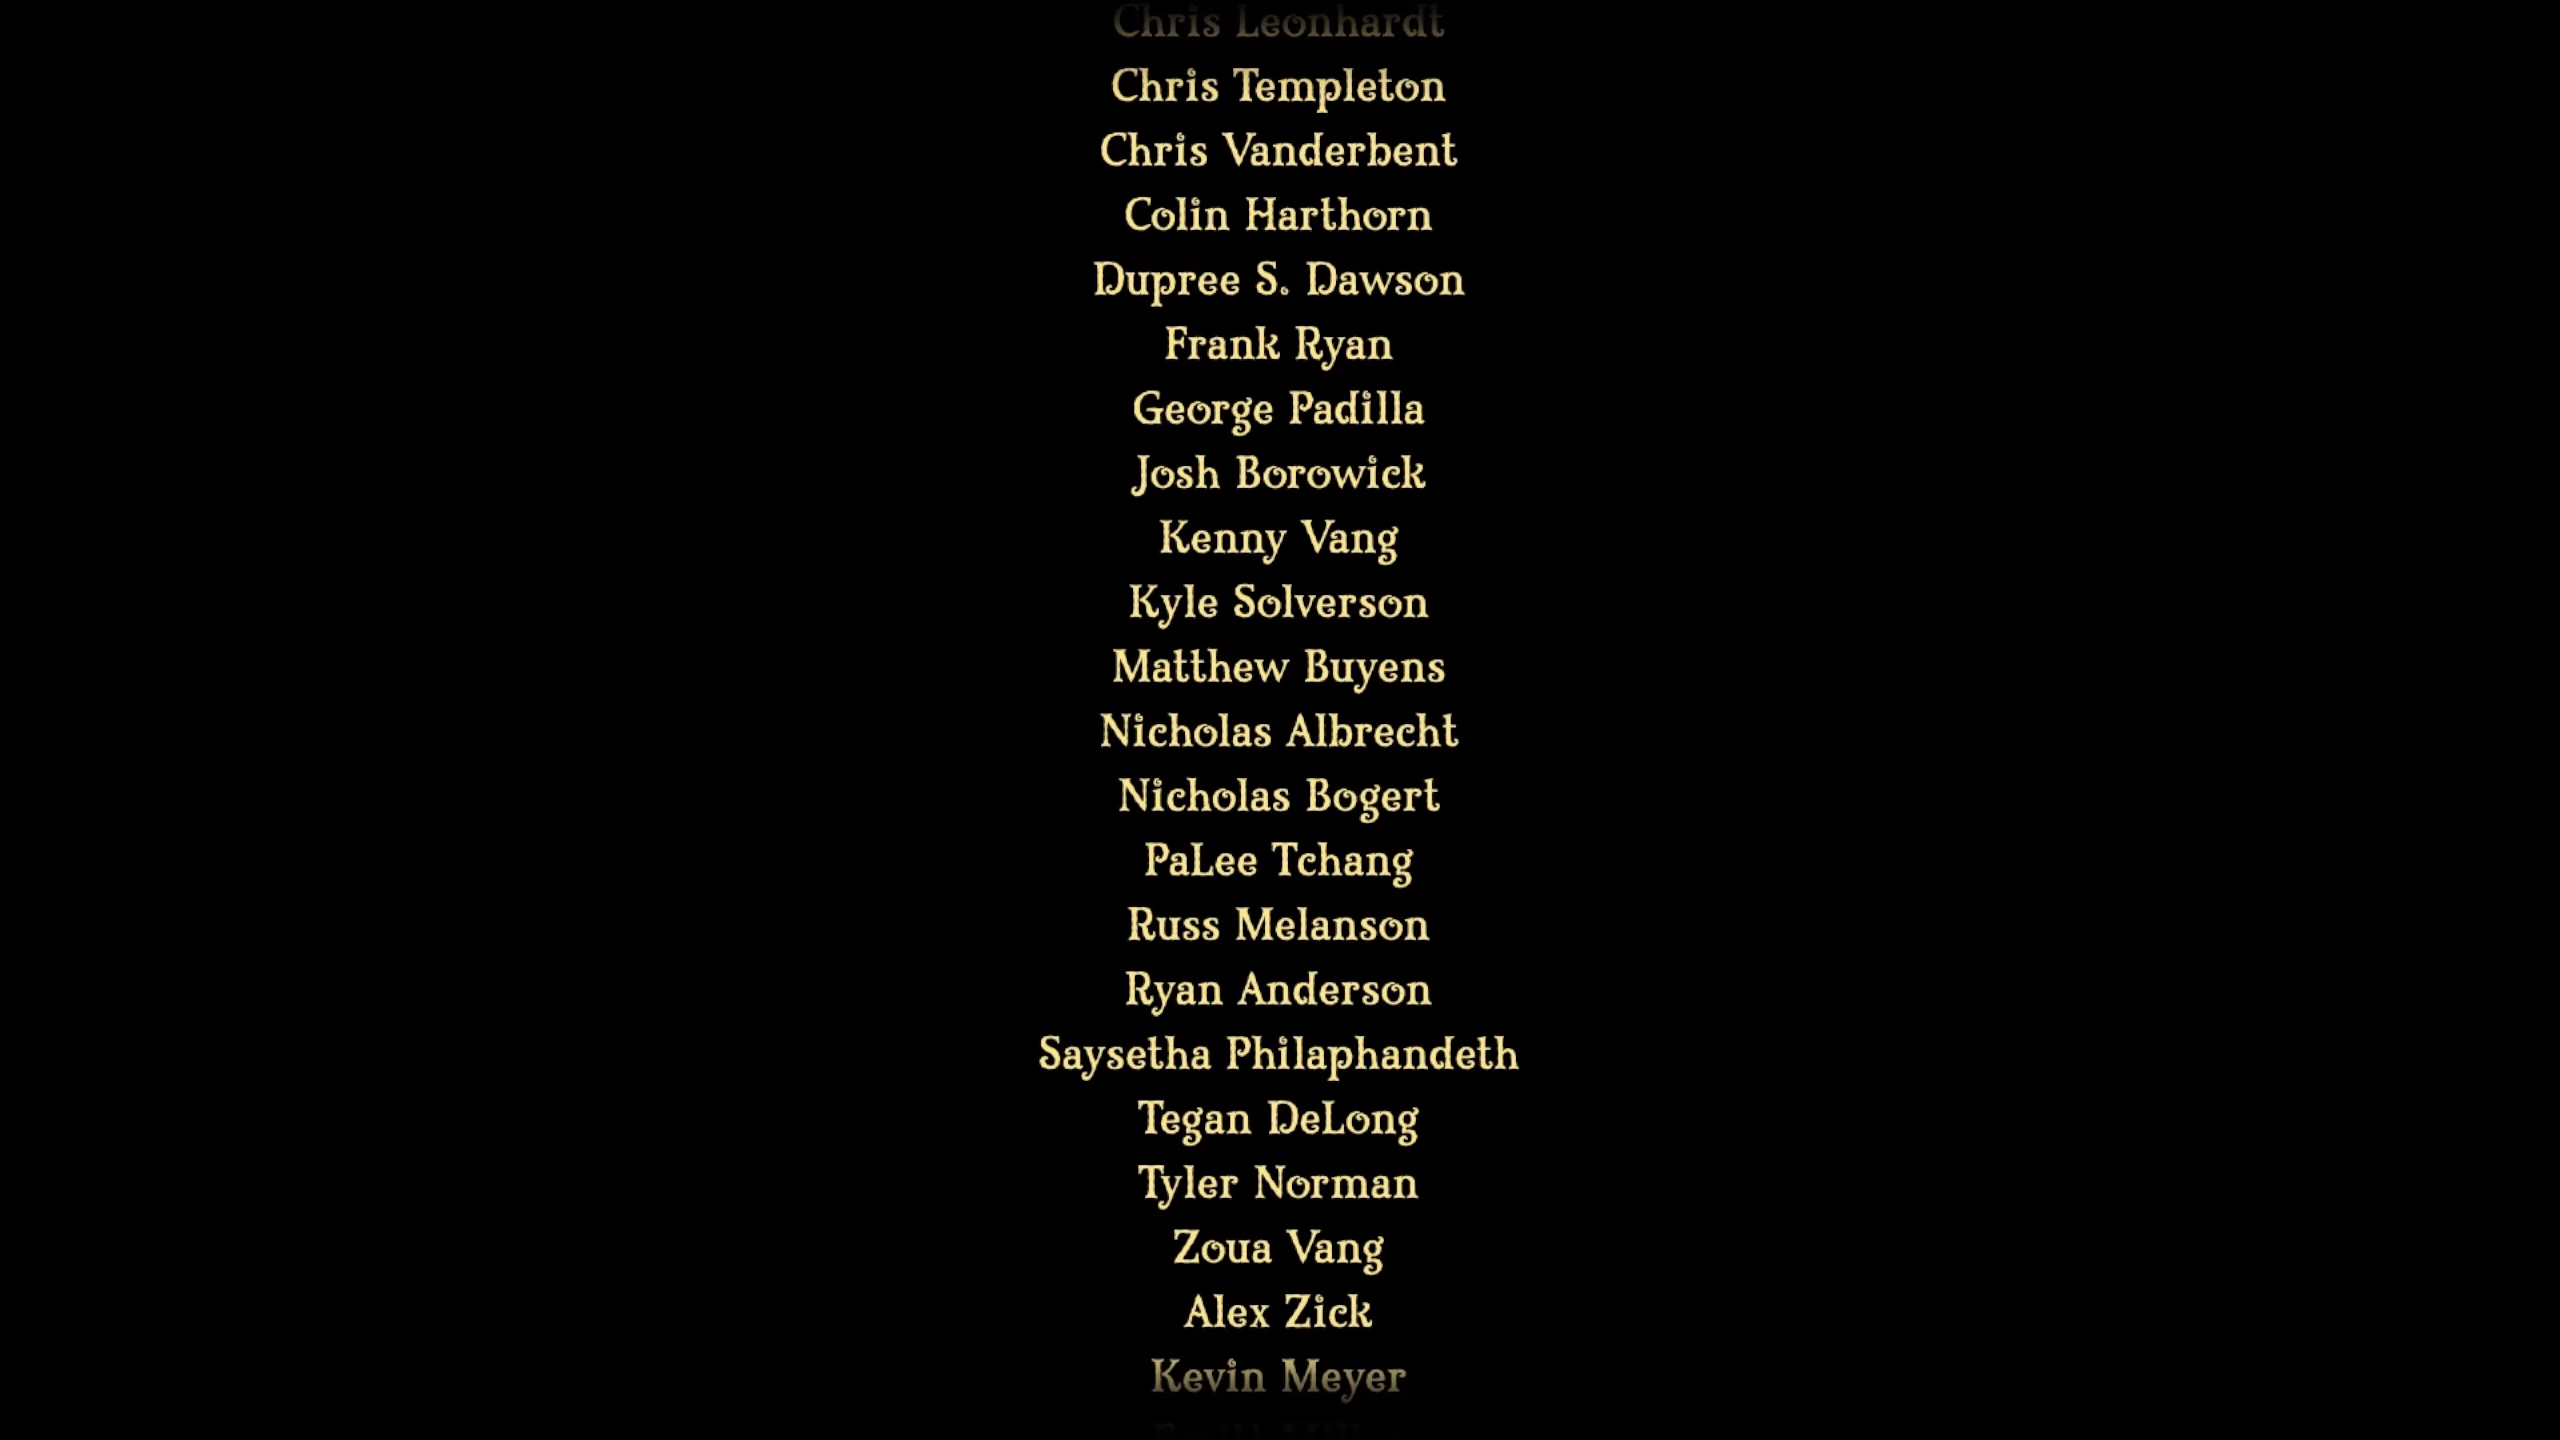 Chris Leonhardt
Chris Templeton
Chris Vanderbent
Colin Harthorn
Dupree S. Dawson
Frank Ryan
George Padilla
Josh Borowick
Kenny Vang
Kyle Solverson
Matthew Buyens
Nicholas Albrecht
Nicholas Bogert
PaLee Tchang
Russ Melanson
Ryan Anderson
Saysetha Philaphandeth
Tegan DeLong
Tyler Norman
Zoua Vang
Alex Zick
Kevin Meyer